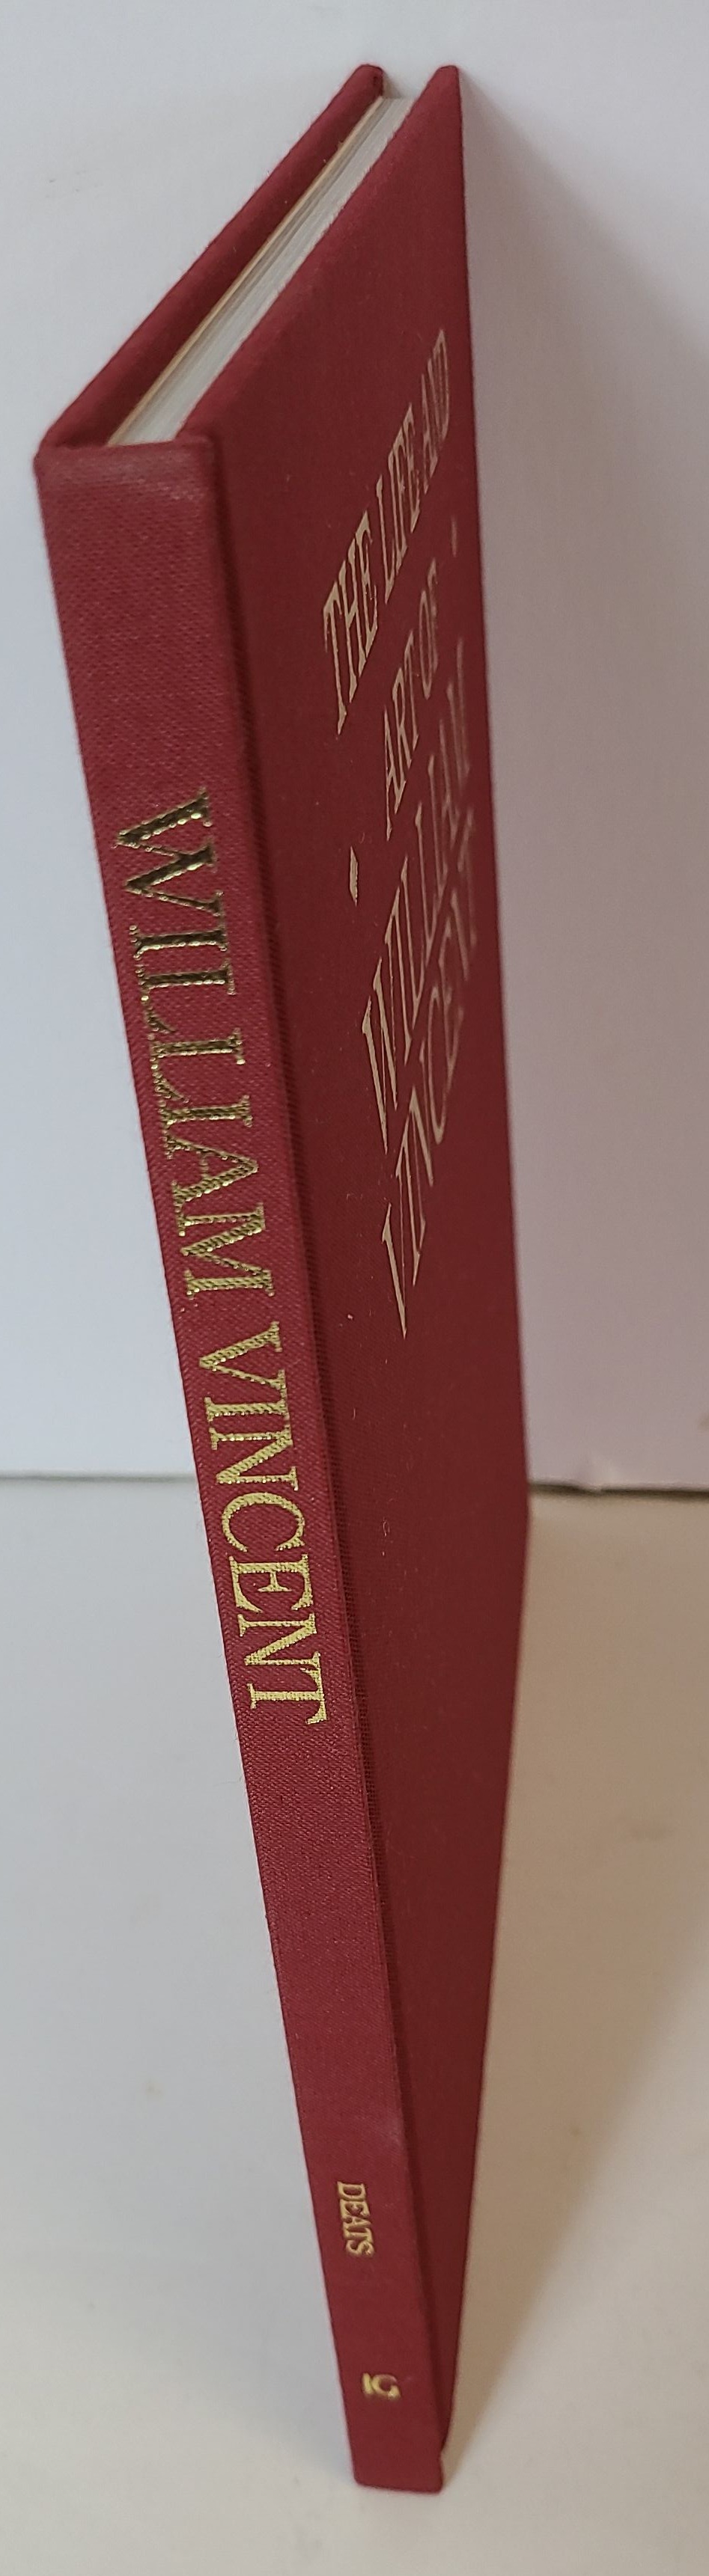 WILLIAM VINCENT
DEATS
THE LIFE AND
ART OF
WILLIAM
VINCENT